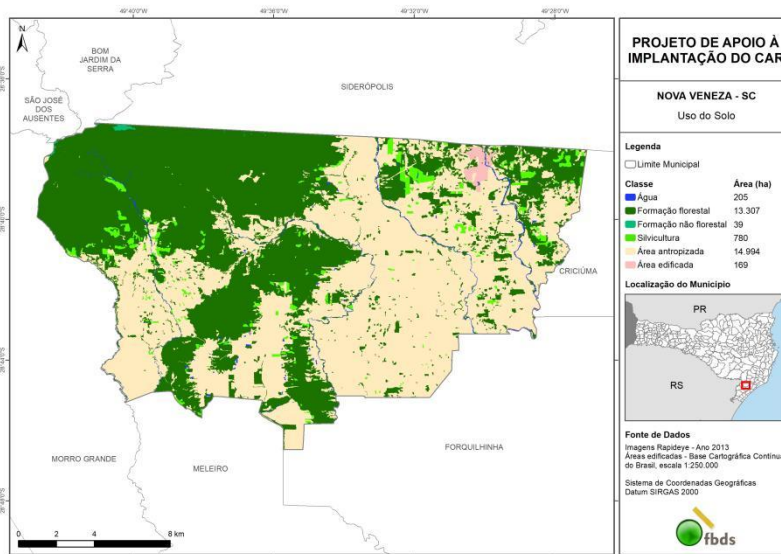 49°40'0"W
49°36'0"W
49°32'0"W
49°28'0"W
N
BOM
JARDIM DA
SERRA
SÃO JOSÉ
DOS
AUSENTES
SIDERÓPOLIS
CRICIÚMA
MORRO GRANDE
MELEIRO
FORQUILHINHA
0 2 4 8 km
PROJETO DE APOIO À
IMPLANTAÇÃO DO CAR
NOVA VENEZA - SC
Uso do Solo
Legenda
Limite Municipal
Classe Área (ha)
Água 205
Formação florestal 13.307
Formação não florestal 39
Silvicultura 780
Área antropizada 14.994
Área edificada 169
Localização do Município
PR
RS
Fonte de Dados
Imagens Rapideye - Ano 2013
Áreas edificadas - Base Cartográfica Contínua
do Brasil, escala 1:250.000
Sistema de Coordenadas Geográficas
Datum SIRGAS 2000
fbds